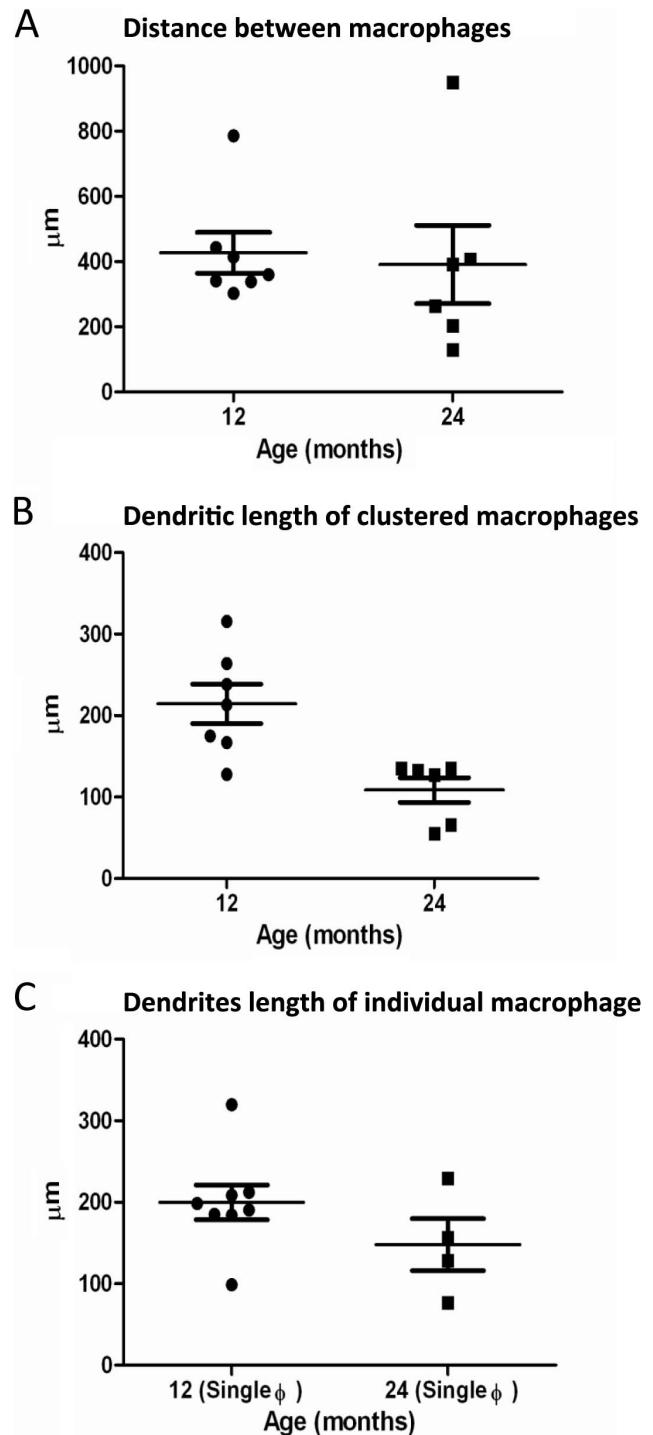 A Distance between macrophages
1000
800
600
400
200
0
μm
12 24
Age (months)
B Dendritic length of clustered macrophages
400
300
200
100
0
μm
12 24
Age (months)
C Dendrites length of individual macrophage
400
300
200
100
0
μm
12 (Single ϕ ) 24 (Single ϕ )
Age (months)